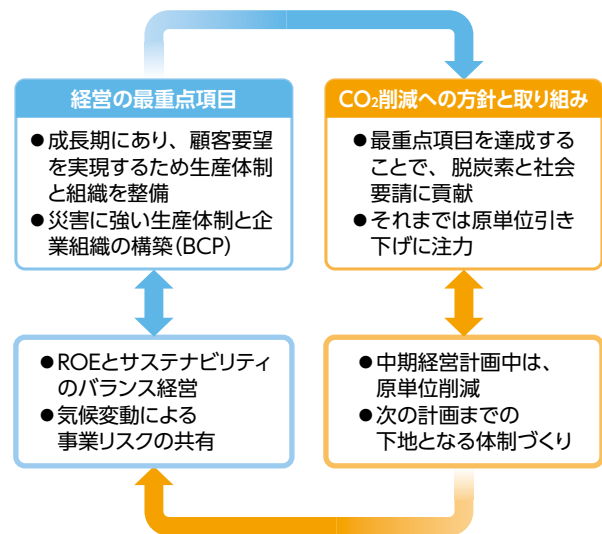 経営の最重点項目
●成長期にあり、顧客要望
を実現するため生産体制
と組織を整備
●災害に強い生産体制と企
業組織の構築(BCP)
CO₂削減への方針と取り組み
●最重点項目を達成する
ことで、脱炭素と社会
要請に貢献
●それまでは原単位引き
下げに注力
●ROEとサステナビリティ
のバランス経営
●気候変動による
事業リスクの共有
●中期経営計画中は、
原単位削減
●次の計画までの
下地となる体制づくり